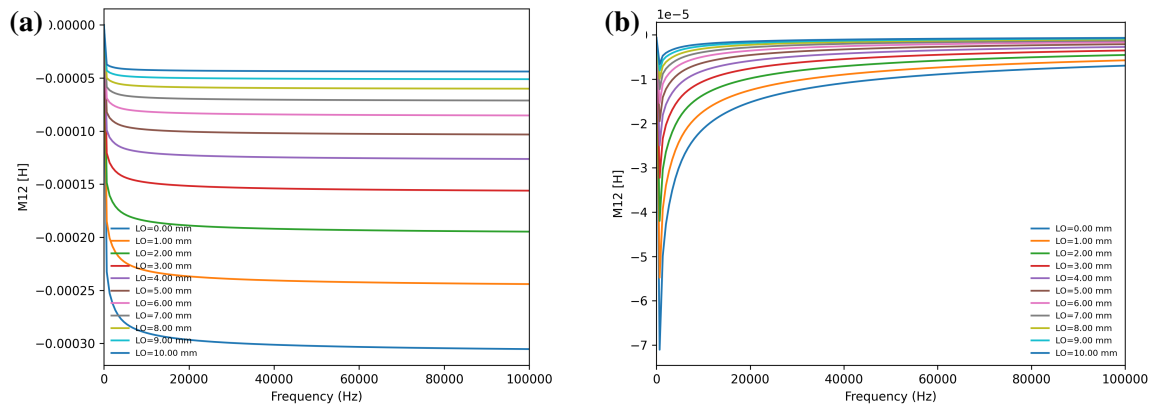 (a)
0.00000
−0.00005
−0.00010
−0.00015
−0.00020
−0.00025
−0.00030
M12 [H]
LO=0.00 mm
LO=1.00 mm
LO=2.00 mm
LO=3.00 mm
LO=4.00 mm
LO=5.00 mm
LO=6.00 mm
LO=7.00 mm
LO=8.00 mm
LO=9.00 mm
LO=10.00 mm
0 20000 40000 60000 80000 100000
Frequency (Hz)
(b)
1e−5
−1
−2
−3
−4
−5
−6
−7
M12 [H]
LO=0.00 mm
LO=1.00 mm
LO=2.00 mm
LO=3.00 mm
LO=4.00 mm
LO=5.00 mm
LO=6.00 mm
LO=7.00 mm
LO=8.00 mm
LO=9.00 mm
LO=10.00 mm
0 20000 40000 60000 80000 100000
Frequency (Hz)